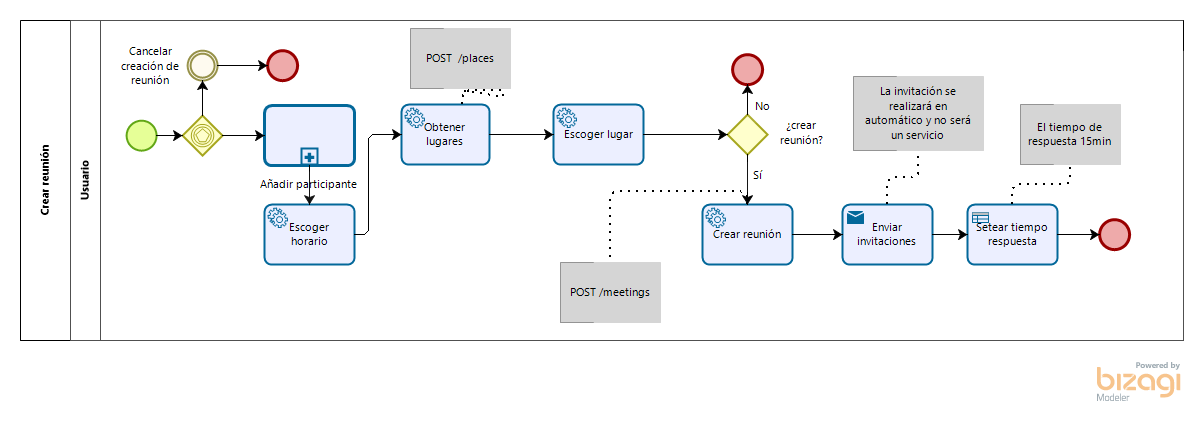 Crear reunión
Usuario
Cancelar
creación de
reunión
Añadir participante
Escoger
horario
POST /places
Obtener
lugares
Escoger lugar
No
¿crear
reunión?
Sí
Crear reunión
POST /meetings
La invitación se
realizará en
automático y no será
un servicio
Enviar
invitaciones
El tiempo de
respuesta 15min
Setear tiempo
respuesta
Powered by
bizagi
Modeler